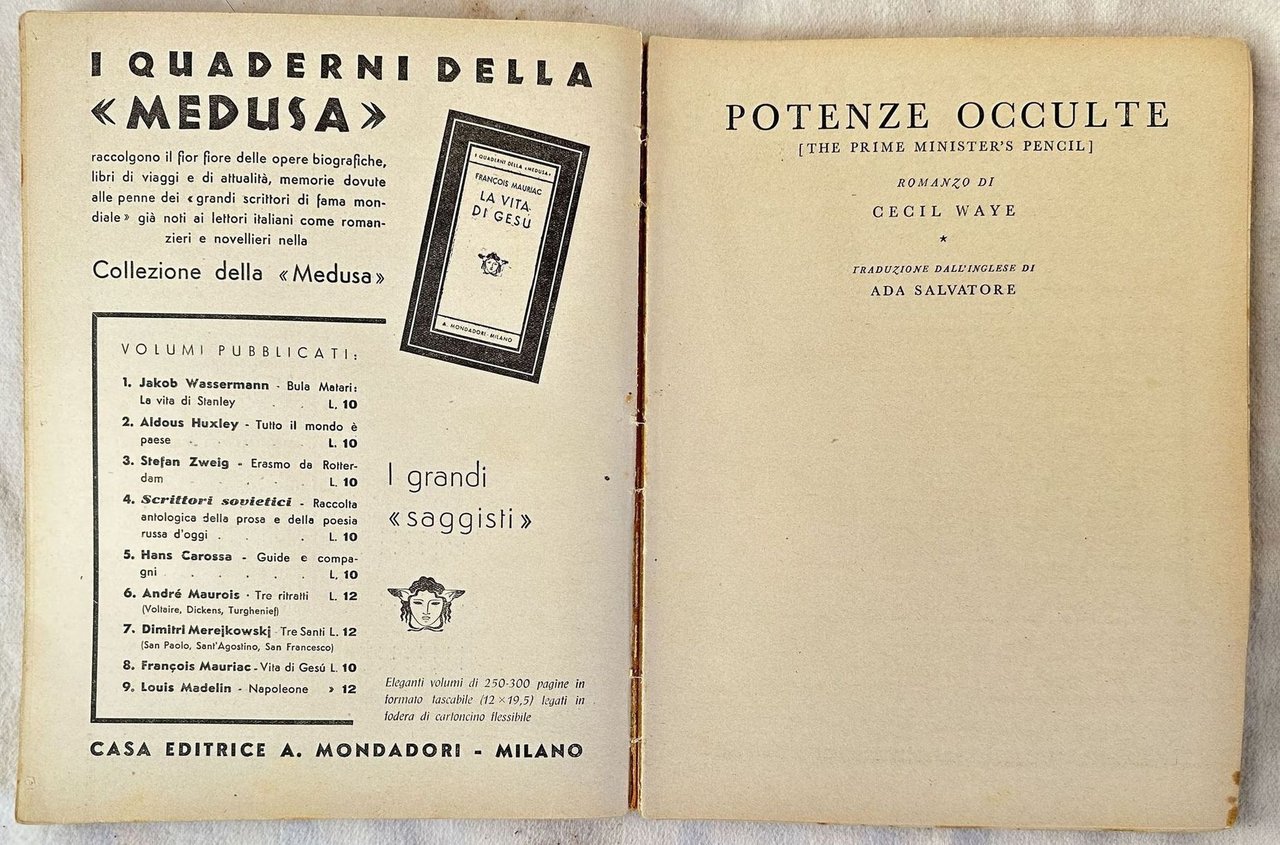 I QUADERNI DELLA
«MEDUSA»
raccolgono il fior fiore delle opere biografiche,
libri di viaggi e di attualità, memorie dovute
alle penne dei «grandi scrittori di fama mon-
diale» già noti ai lettori italiani come roman-
zieri e novellieri nella
Collezione della «Medusa»
I QUADERNI DELLA «MEDUSA»
FRANÇOIS MAURIAC
LA VITA
DI GESÙ
A. MONDADORI - MILANO
VOLUMI PUBBLICATI:
1. Jakob Wassermann - Bula Matari:
La vita di Stanley . . L. 10
2. Aldous Huxley - Tutto il mondo è
paese . . . . . L. 10
3. Stefan Zweig - Erasmo da Rotter-
dam . . . . . L. 10
4. Scrittori sovietici - Raccolta
antologica della prosa e della poesia
russa d'oggi . . . . L. 10
5. Hans Carossa - Guide e compa-
gni . . . . . . L. 10
6. André Maurois - Tre ritratti L. 12
(Voltaire, Dickens, Turghenief)
7. Dimitri Merejkowskj - Tre Santi L. 12
(San Paolo, Sant'Agostino, San Francesco)
8. François Mauriac - Vita di Gesú L. 10
9. Louis Madelin - Napoleone » 12
I grandi
«saggisti»
Eleganti volumi di 250-300 pagine in
formato tascabile (12 × 19,5) legati in
fodera di cartoncino flessibile
CASA EDITRICE A. MONDADORI - MILANO
POTENZE OCCULTE
[THE PRIME MINISTER'S PENCIL]
ROMANZO DI
CECIL WAYE
*
TRADUZIONE DALL'INGLESE DI
ADA SALVATORE